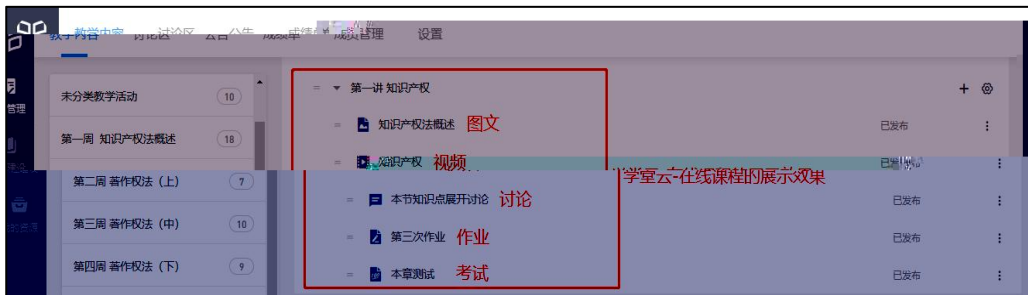 教学内容 讨论区 公告 成绩单 成员管理 设置
管理
未分类教学活动 10
第一讲 知识产权
第一周 知识产权法概述 18
知识产权法概述 图文 已发布
知识产权 视频
学堂云-在线课程的展示效果
第二周 著作权法（上） 7
本节知识点展开讨论 讨论 已发布
第三周 著作权法（中） 10
第三次作业 作业 已发布
第四周 著作权法（下） 9
本章测试 考试 已发布